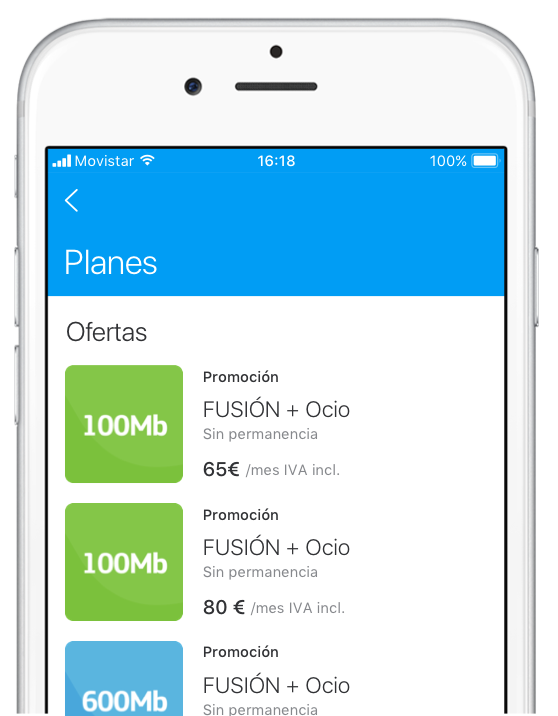 Movistar 16:18 100%
Planes
Ofertas
100Mb
Promoción
FUSIÓN + Ocio
Sin permanencia
65€ /mes IVA incl.
100Mb
Promoción
FUSIÓN + Ocio
Sin permanencia
80 € /mes IVA incl.
600Mb
Promoción
FUSIÓN + Ocio
Sin permanencia